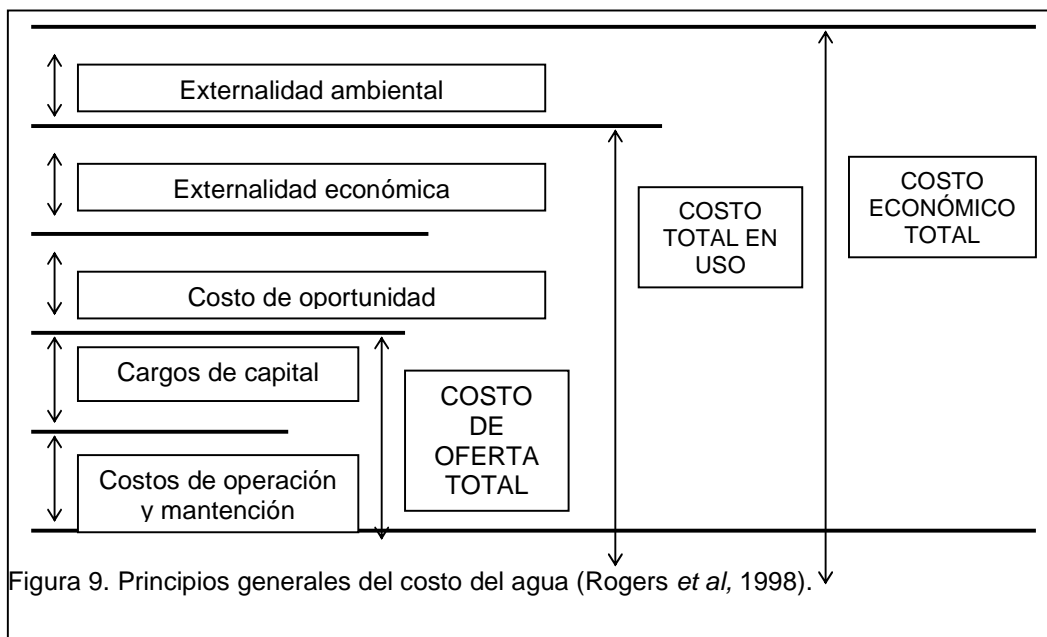 Externalidad ambiental
Externalidad económica
Costo de oportunidad
Cargos de capital
Costos de operación
y mantención
COSTO
DE
OFERTA
TOTAL
COSTO
TOTAL EN
USO
COSTO
ECONÓMICO
TOTAL
Figura 9. Principios generales del costo del agua (Rogers et al, 1998).